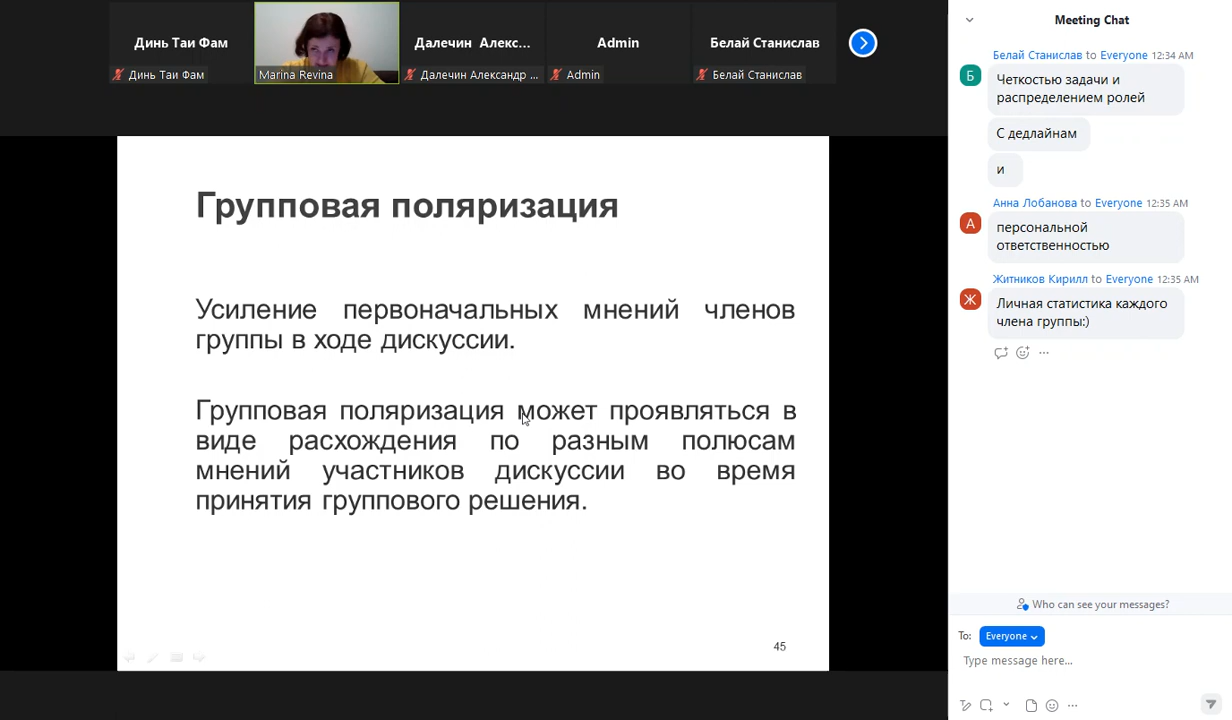 Динь Таи Фам
Далечин Алекс...
Admin
Белай Станислав
Динь Таи Фам
Marina Revina
Далечин Александр ...
Admin
Белай Станислав
Групповая поляризация
Усиление первоначальных мнений членов
группы в ходе дискуссии.
Групповая поляризация может проявляться в
виде расхождения по разным полюсам
мнений участников дискуссии во время
принятия группового решения.
45
Meeting Chat
Белай Станислав to Everyone 12:34 AM
Б
Четкостью задачи и
распределением ролей
С дедлайнам
и
Анна Лобанова to Everyone 12:35 AM
А
персональной
ответственностью
Житников Кирилл to Everyone 12:35 AM
Ж
Личная статистика каждого
члена группы:)
Who can see your messages?
To: Everyone
Type message here...